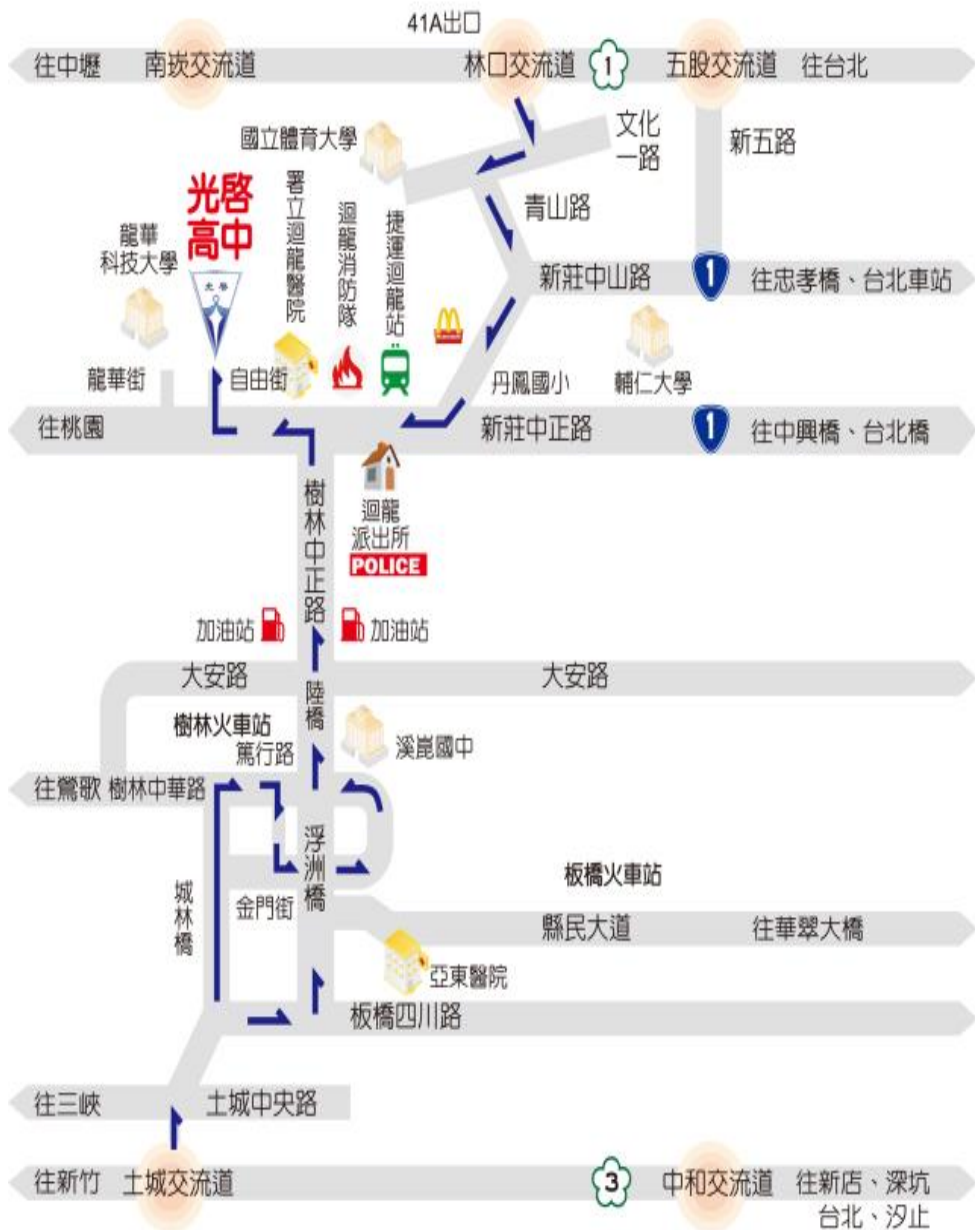 41A出口
往中壢
南崁交流道
林口交流道
1
五股交流道
往台北
文化
一路
新五路
國立體育大學
青山路
光啓
高中
署立迴龍醫院
迴龍消防隊
捷運迴龍站
龍華
科技大學
光啓
新莊中山路
1
往忠孝橋、台北車站
龍華街
自由街
丹鳳國小
輔仁大學
往桃園
新莊中正路
1
往中興橋、台北橋
樹林中正路
迴龍
派出所
POLICE
加油站
加油站
大安路
大安路
陸橋
樹林火車站
篤行路
溪崑國中
往鶯歌
樹林中華路
浮洲橋
城林橋
金門街
板橋火車站
縣民大道
往華翠大橋
亞東醫院
板橋四川路
往三峽
土城中央路
往新竹
土城交流道
3
中和交流道
往新店、深坑
台北、汐止